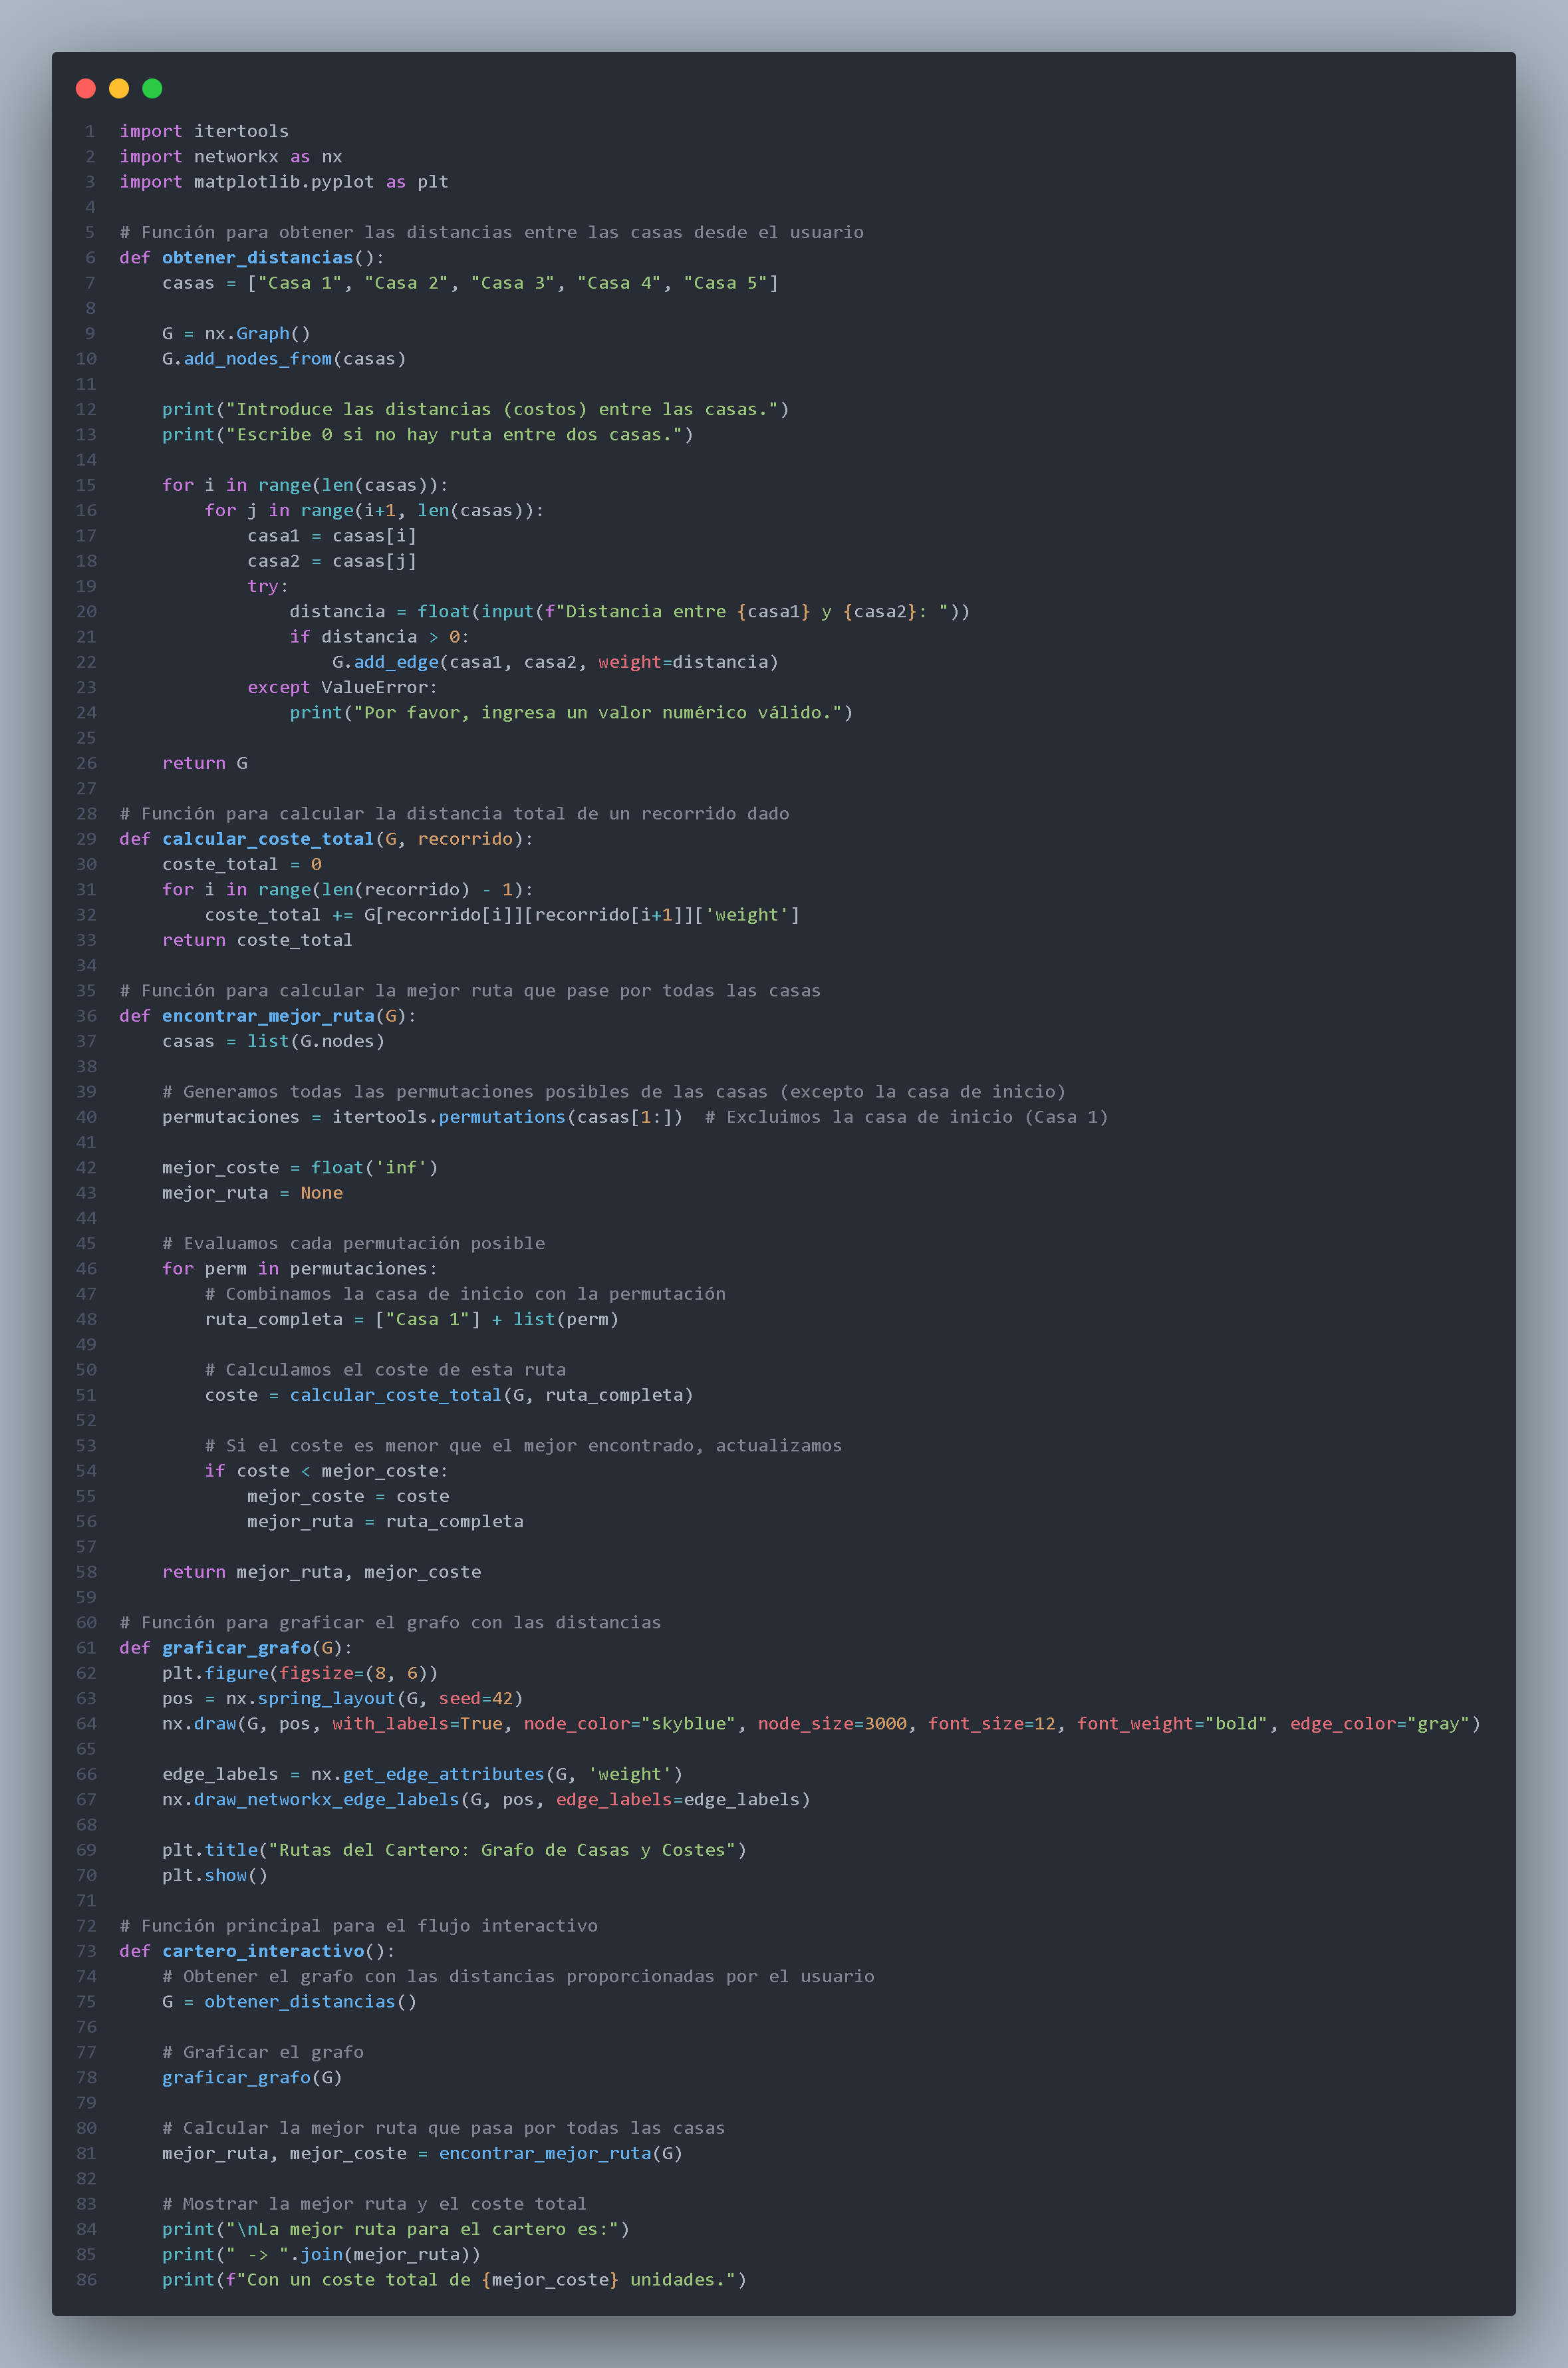 1 import itertools
2 import networkx as nx
3 import matplotlib.pyplot as plt
4
5 # Función para obtener las distancias entre las casas desde el usuario
6 def obtener_distancias():
7     casas = ["Casa 1", "Casa 2", "Casa 3", "Casa 4", "Casa 5"]
8
9     G = nx.Graph()
10     G.add_nodes_from(casas)
11
12     print("Introduce las distancias (costos) entre las casas.")
13     print("Escribe 0 si no hay ruta entre dos casas.")
14
15     for i in range(len(casas)):
16         for j in range(i+1, len(casas)):
17             casa1 = casas[i]
18             casa2 = casas[j]
19             try:
20                 distancia = float(input(f"Distancia entre {casa1} y {casa2}: "))
21                 if distancia > 0:
22                     G.add_edge(casa1, casa2, weight=distancia)
23             except ValueError:
24                 print("Por favor, ingresa un valor numérico válido.")
25
26     return G
27
28 # Función para calcular la distancia total de un recorrido dado
29 def calcular_coste_total(G, recorrido):
30     coste_total = 0
31     for i in range(len(recorrido) - 1):
32         coste_total += G[recorrido[i]][recorrido[i+1]]['weight']
33     return coste_total
34
35 # Función para calcular la mejor ruta que pase por todas las casas
36 def encontrar_mejor_ruta(G):
37     casas = list(G.nodes)
38
39     # Generamos todas las permutaciones posibles de las casas (excepto la casa de inicio)
40     permutaciones = itertools.permutations(casas[1:])  # Excluimos la casa de inicio (Casa 1)
41
42     mejor_coste = float('inf')
43     mejor_ruta = None
44
45     # Evaluamos cada permutación posible
46     for perm in permutaciones:
47         # Combinamos la casa de inicio con la permutación
48         ruta_completa = ["Casa 1"] + list(perm)
49
50         # Calculamos el coste de esta ruta
51         coste = calcular_coste_total(G, ruta_completa)
52
53         # Si el coste es menor que el mejor encontrado, actualizamos
54         if coste < mejor_coste:
55             mejor_coste = coste
56             mejor_ruta = ruta_completa
57
58     return mejor_ruta, mejor_coste
59
60 # Función para graficar el grafo con las distancias
61 def graficar_grafo(G):
62     plt.figure(figsize=(8, 6))
63     pos = nx.spring_layout(G, seed=42)
64     nx.draw(G, pos, with_labels=True, node_color="skyblue", node_size=3000, font_size=12, font_weight="bold", edge_color="gray")
65
66     edge_labels = nx.get_edge_attributes(G, 'weight')
67     nx.draw_networkx_edge_labels(G, pos, edge_labels=edge_labels)
68
69     plt.title("Rutas del Cartero: Grafo de Casas y Costes")
70     plt.show()
71
72 # Función principal para el flujo interactivo
73 def cartero_interactivo():
74     # Obtener el grafo con las distancias proporcionadas por el usuario
75     G = obtener_distancias()
76
77     # Graficar el grafo
78     graficar_grafo(G)
79
80     # Calcular la mejor ruta que pasa por todas las casas
81     mejor_ruta, mejor_coste = encontrar_mejor_ruta(G)
82
83     # Mostrar la mejor ruta y el coste total
84     print("\nLa mejor ruta para el cartero es:")
85     print(" -> ".join(mejor_ruta))
86     print(f"Con un coste total de {mejor_coste} unidades.")